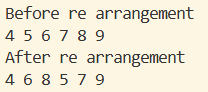 Before re arrangement
4 5 6 7 8 9
After re arrangement
4 6 8 5 7 9